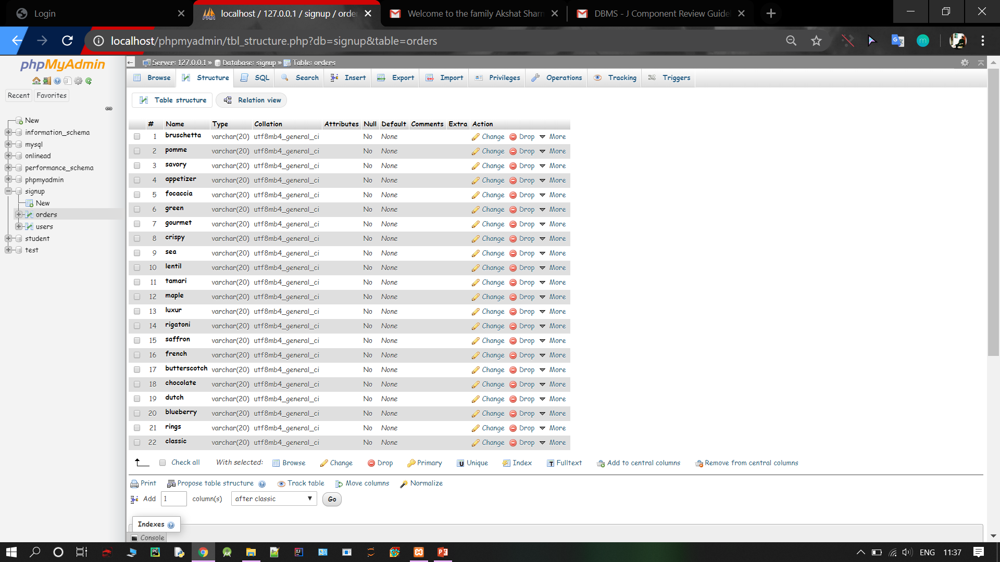 Login
localhost / 127.0.0.1 / signup / orde
Welcome to the family Akshat Shar
DBMS - J Component Review Guide
localhost/phpmyadmin/tbl_structure.php?db=signup&table=orders
phpMyAdmin
Recent Favorites
New
information_schema
mysql
onlinead
performance_schema
phpmyadmin
signup
New
orders
users
student
test
Server: 127.0.0.1 » Database: signup » Table: orders
Browse Structure SQL Search Insert Export Import Privileges Operations Tracking Triggers
Table structure Relation view
# Name Type Collation Attributes Null Default Comments Extra Action
1 bruschetta varchar(20) utf8mb4_general_ci No None Change Drop More
2 pomme varchar(20) utf8mb4_general_ci No None Change Drop More
3 savory varchar(20) utf8mb4_general_ci No None Change Drop More
4 appetizer varchar(20) utf8mb4_general_ci No None Change Drop More
5 focaccia varchar(20) utf8mb4_general_ci No None Change Drop More
6 green varchar(20) utf8mb4_general_ci No None Change Drop More
7 gourmet varchar(20) utf8mb4_general_ci No None Change Drop More
8 crispy varchar(20) utf8mb4_general_ci No None Change Drop More
9 sea varchar(20) utf8mb4_general_ci No None Change Drop More
10 lentil varchar(20) utf8mb4_general_ci No None Change Drop More
11 tamari varchar(20) utf8mb4_general_ci No None Change Drop More
12 maple varchar(20) utf8mb4_general_ci No None Change Drop More
13 luxur varchar(20) utf8mb4_general_ci No None Change Drop More
14 rigatoni varchar(20) utf8mb4_general_ci No None Change Drop More
15 saffron varchar(20) utf8mb4_general_ci No None Change Drop More
16 french varchar(20) utf8mb4_general_ci No None Change Drop More
17 butterscotch varchar(20) utf8mb4_general_ci No None Change Drop More
18 chocolate varchar(20) utf8mb4_general_ci No None Change Drop More
19 dutch varchar(20) utf8mb4_general_ci No None Change Drop More
20 blueberry varchar(20) utf8mb4_general_ci No None Change Drop More
21 rings varchar(20) utf8mb4_general_ci No None Change Drop More
22 classic varchar(20) utf8mb4_general_ci No None Change Drop More
Check all With selected: Browse Change Drop Primary Unique Index Fulltext Add to central columns Remove from central columns
Print Propose table structure Track table Move columns Normalize
Add 1 column(s) after classic Go
Indexes
Console
ENG 11:37